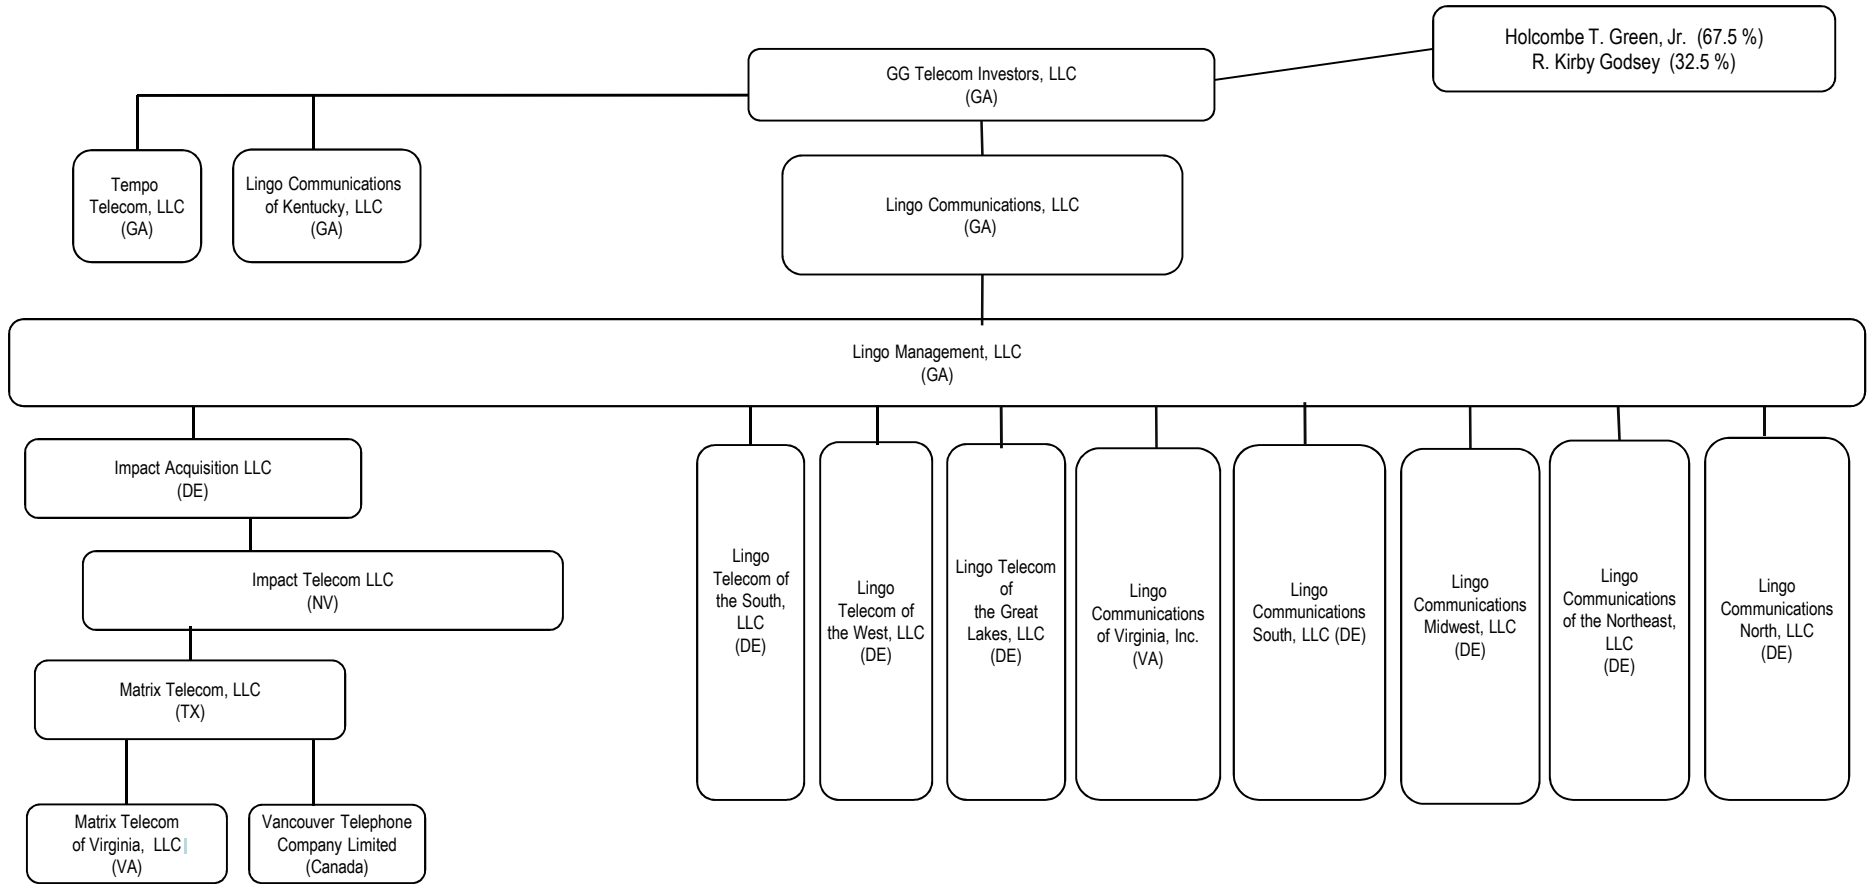 Holcombe T. Green, Jr. (67.5 %)
R. Kirby Godsey (32.5 %)
GG Telecom Investors, LLC
(GA)
Tempo
Telecom, LLC
(GA)
Lingo Communications
of Kentucky, LLC
(GA)
Lingo Communications, LLC
(GA)
Lingo Management, LLC
(GA)
Impact Acquisition LLC
(DE)
Impact Telecom LLC
(NV)
Matrix Telecom, LLC
(TX)
Matrix Telecom
of Virginia, LLC
(VA)
Vancouver Telephone
Company Limited
(Canada)
Lingo
Telecom of
the South,
LLC
(DE)
Lingo
Telecom of
the West, LLC
(DE)
Lingo Telecom
of
the Great
Lakes, LLC
(DE)
Lingo
Communications
of Virginia, Inc.
(VA)
Lingo
Communications
South, LLC (DE)
Lingo
Communications
Midwest, LLC
(DE)
Lingo
Communications
of the Northeast,
LLC
(DE)
Lingo
Communications
North, LLC
(DE)